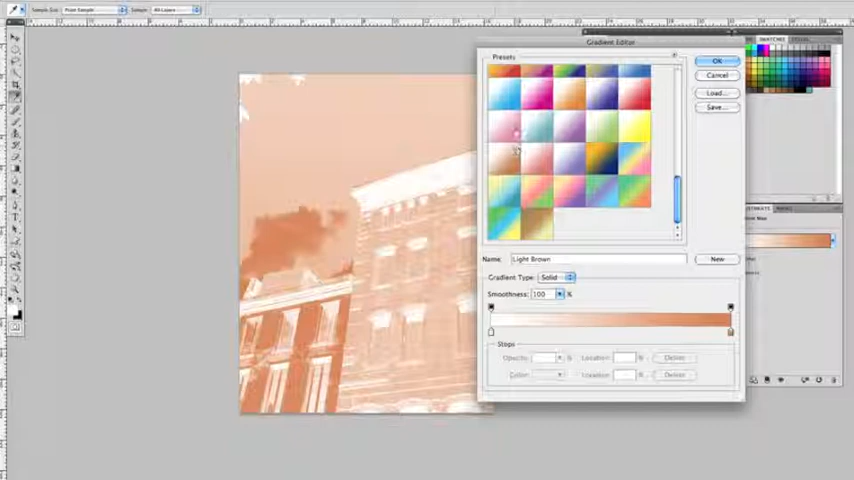 Sample Size: Point Sample
Sample: All Layers
SWATCHES
Gradient Editor
Presets
OK
Cancel
Load...
Save...
Name: Light Brown
New
Gradient Type: Solid
Smoothness: 100 %
Stops
Opacity: % Location: % Delete
Color: Location: % Delete